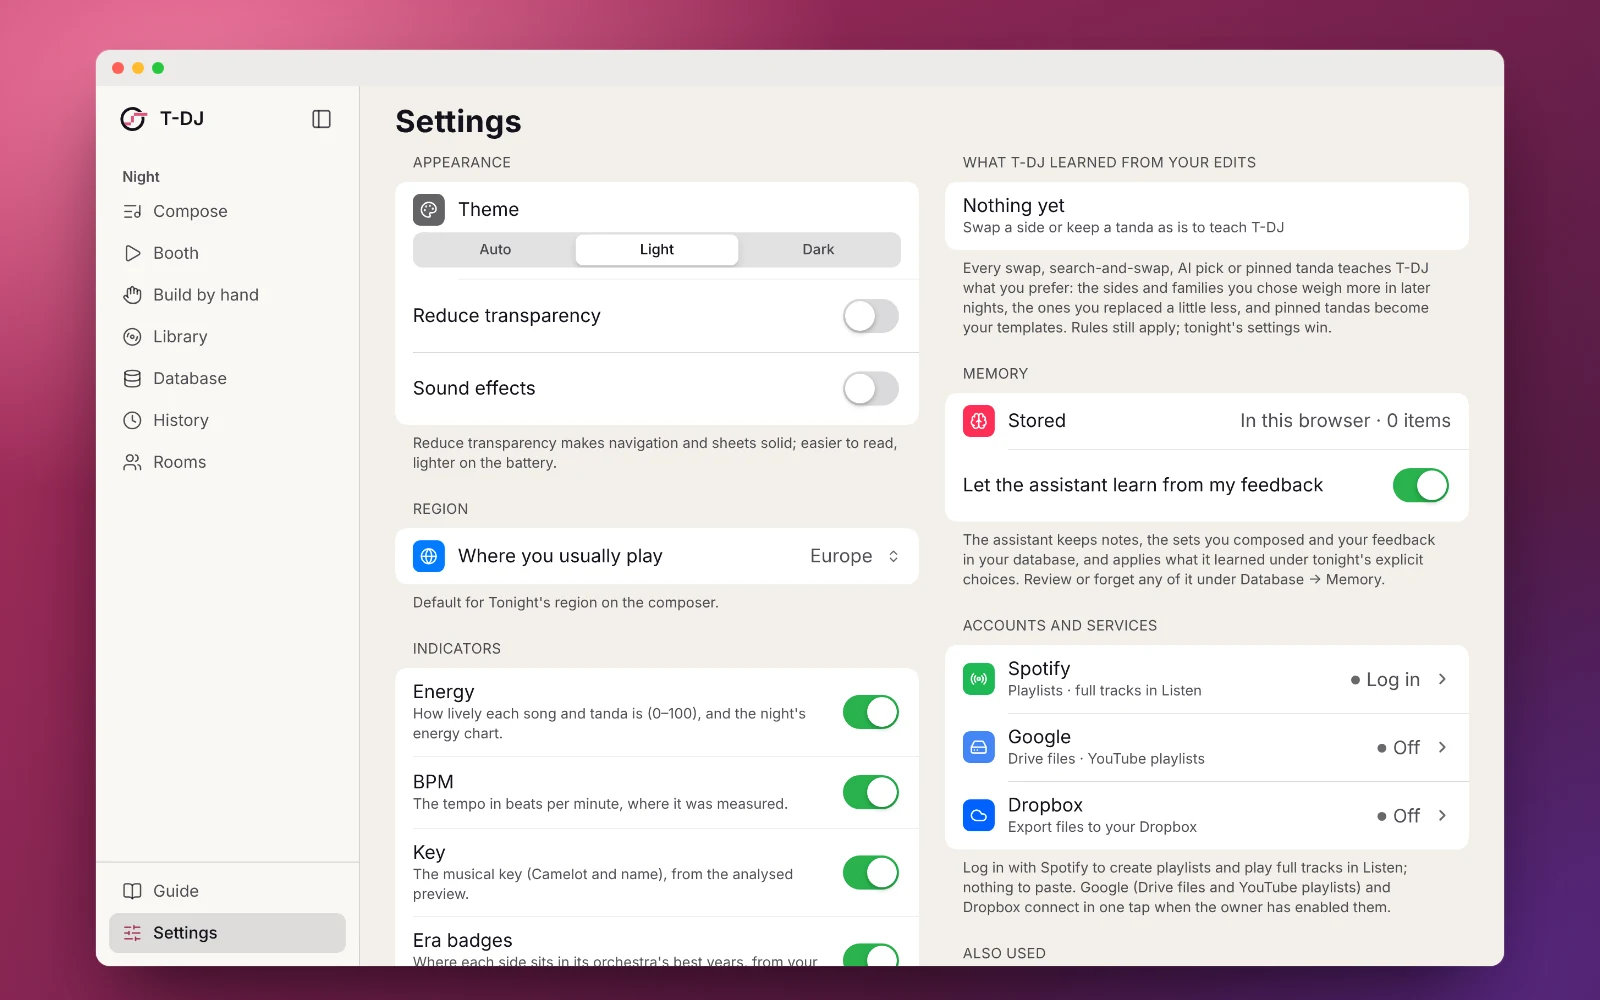 T-DJ
Night
Compose
Booth
Build by hand
Library
Database
History
Rooms
Guide
Settings
Settings
APPEARANCE
Theme
Auto
Light
Dark
Reduce transparency
Sound effects
Reduce transparency makes navigation and sheets solid; easier to read,
lighter on the battery.
REGION
Where you usually play
Europe
Default for Tonight's region on the composer.
INDICATORS
Energy
How lively each song and tanda is (0–100), and the night's
energy chart.
BPM
The tempo in beats per minute, where it was measured.
Key
The musical key (Camelot and name), from the analysed
preview.
Era badges
Where each side sits in its orchestra's best years, from your
WHAT T-DJ LEARNED FROM YOUR EDITS
Nothing yet
Swap a side or keep a tanda as is to teach T-DJ
Every swap, search-and-swap, AI pick or pinned tanda teaches T-DJ
what you prefer: the sides and families you chose weigh more in later
nights, the ones you replaced a little less, and pinned tandas become
your templates. Rules still apply; tonight's settings win.
MEMORY
Stored
In this browser · 0 items
Let the assistant learn from my feedback
The assistant keeps notes, the sets you composed and your feedback
in your database, and applies what it learned under tonight's explicit
choices. Review or forget any of it under Database → Memory.
ACCOUNTS AND SERVICES
Spotify
Playlists · full tracks in Listen
Log in
Google
Drive files · YouTube playlists
Off
Dropbox
Export files to your Dropbox
Off
Log in with Spotify to create playlists and play full tracks in Listen;
nothing to paste. Google (Drive files and YouTube playlists) and
Dropbox connect in one tap when the owner has enabled them.
ALSO USED